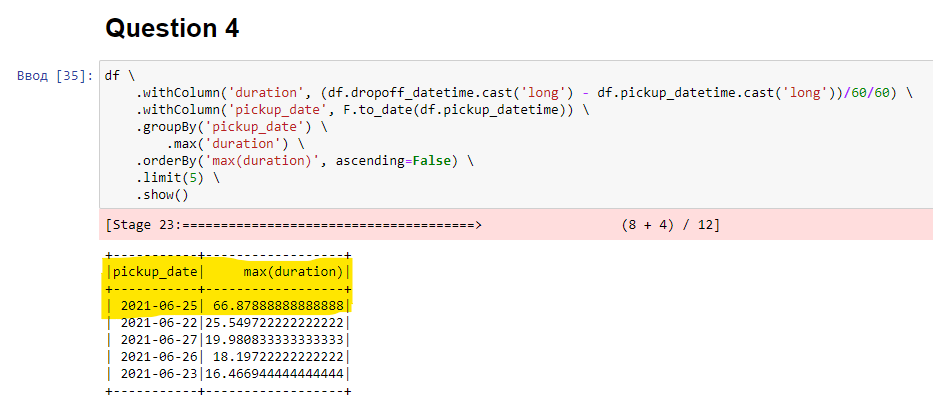 Question 4
Ввод [35]: df \
.withColumn('duration', (df.dropoff_datetime.cast('long') - df.pickup_datetime.cast('long'))/60/60) \
.withColumn('pickup_date', F.to_date(df.pickup_datetime)) \
.groupBy('pickup_date') \
.max('duration') \
.orderBy('max(duration)', ascending=False) \
.limit(5) \
.show()
[Stage 23:=====================================> (8 + 4) / 12]
+-----------+------------------+
|pickup_date|     max(duration)|
+-----------+------------------+
| 2021-06-25| 66.87888888888888|
| 2021-06-22|25.549722222222222|
| 2021-06-27|19.980833333333333|
| 2021-06-26| 18.19722222222222|
| 2021-06-23|16.466944444444444|
+-----------+------------------+